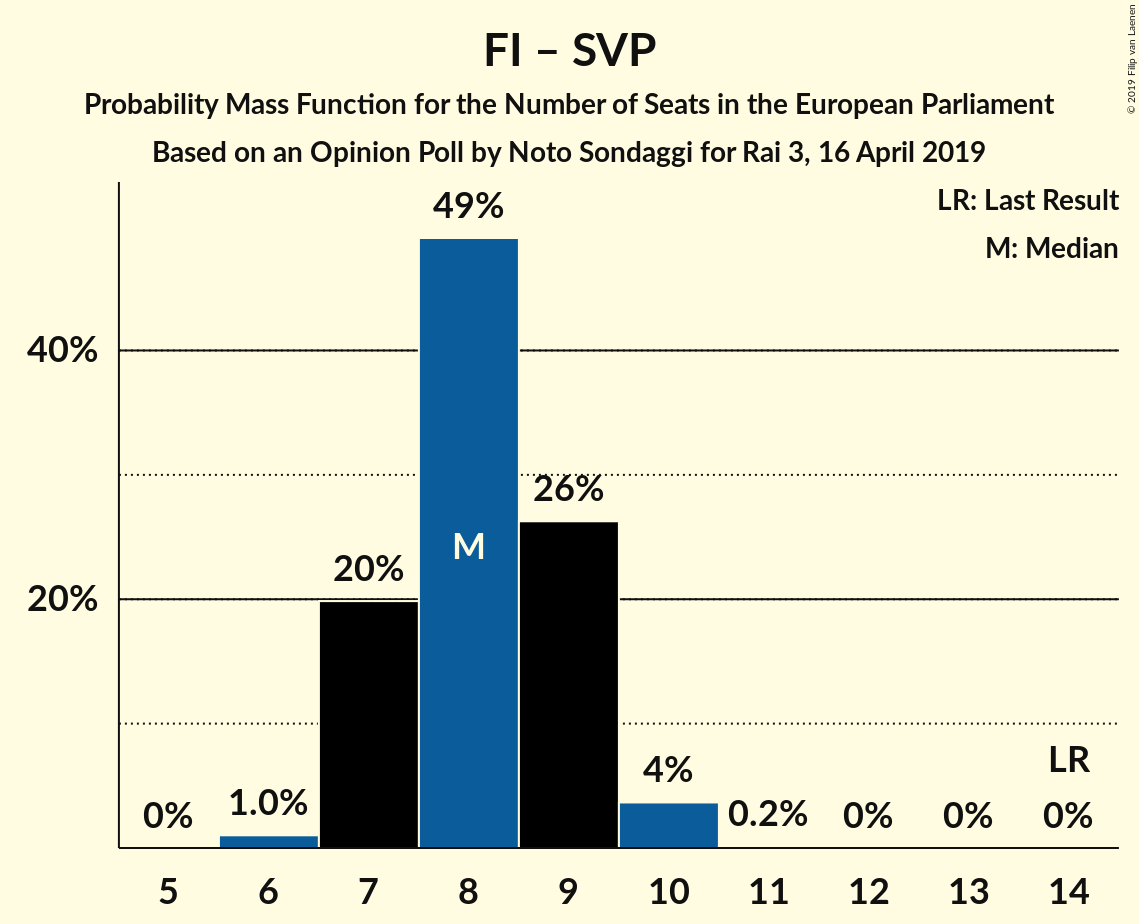 FI – SVP
Probability Mass Function for the Number of Seats in the European Parliament
Based on an Opinion Poll by Noto Sondaggi for Rai 3, 16 April 2019
© 2019 Filip van Laenen
LR: Last Result
M: Median
49%
40%
26%
M
20%
20%
LR
4%
0%
1.0%
0.2%
0%
0%
0%
5 6 7 8 9 10 11 12 13 14